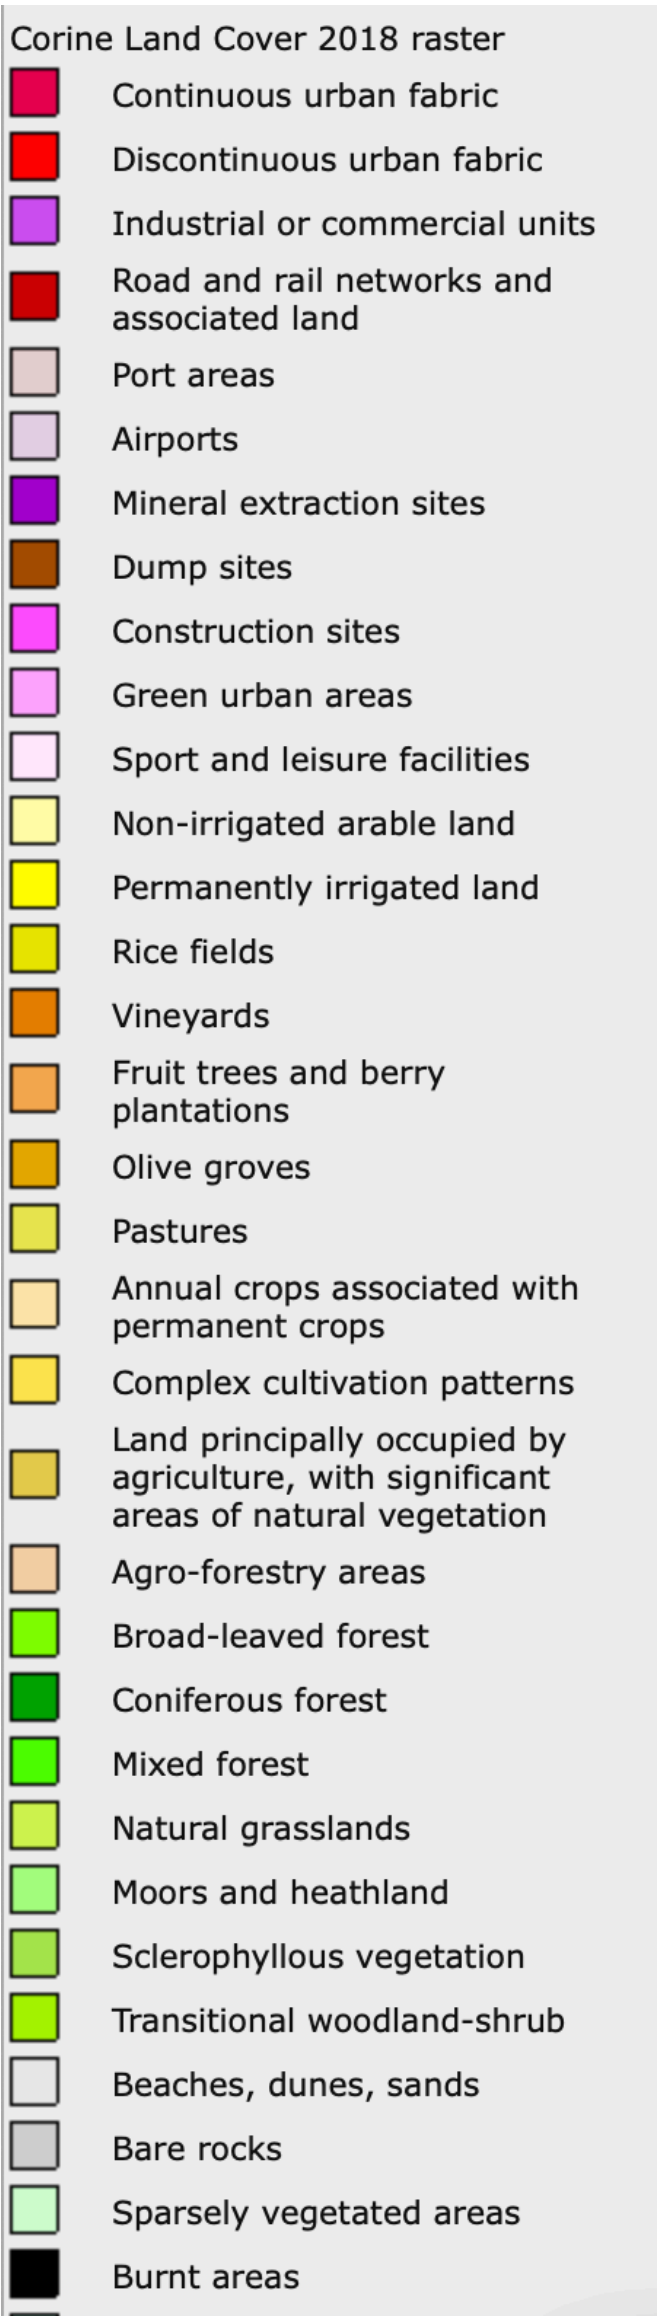 Corine Land Cover 2018 raster
Continuous urban fabric
Discontinuous urban fabric
Industrial or commercial units
Road and rail networks and
associated land
Port areas
Airports
Mineral extraction sites
Dump sites
Construction sites
Green urban areas
Sport and leisure facilities
Non-irrigated arable land
Permanently irrigated land
Rice fields
Vineyards
Fruit trees and berry
plantations
Olive groves
Pastures
Annual crops associated with
permanent crops
Complex cultivation patterns
Land principally occupied by
agriculture, with significant
areas of natural vegetation
Agro-forestry areas
Broad-leaved forest
Coniferous forest
Mixed forest
Natural grasslands
Moors and heathland
Sclerophyllous vegetation
Transitional woodland-shrub
Beaches, dunes, sands
Bare rocks
Sparsely vegetated areas
Burnt areas